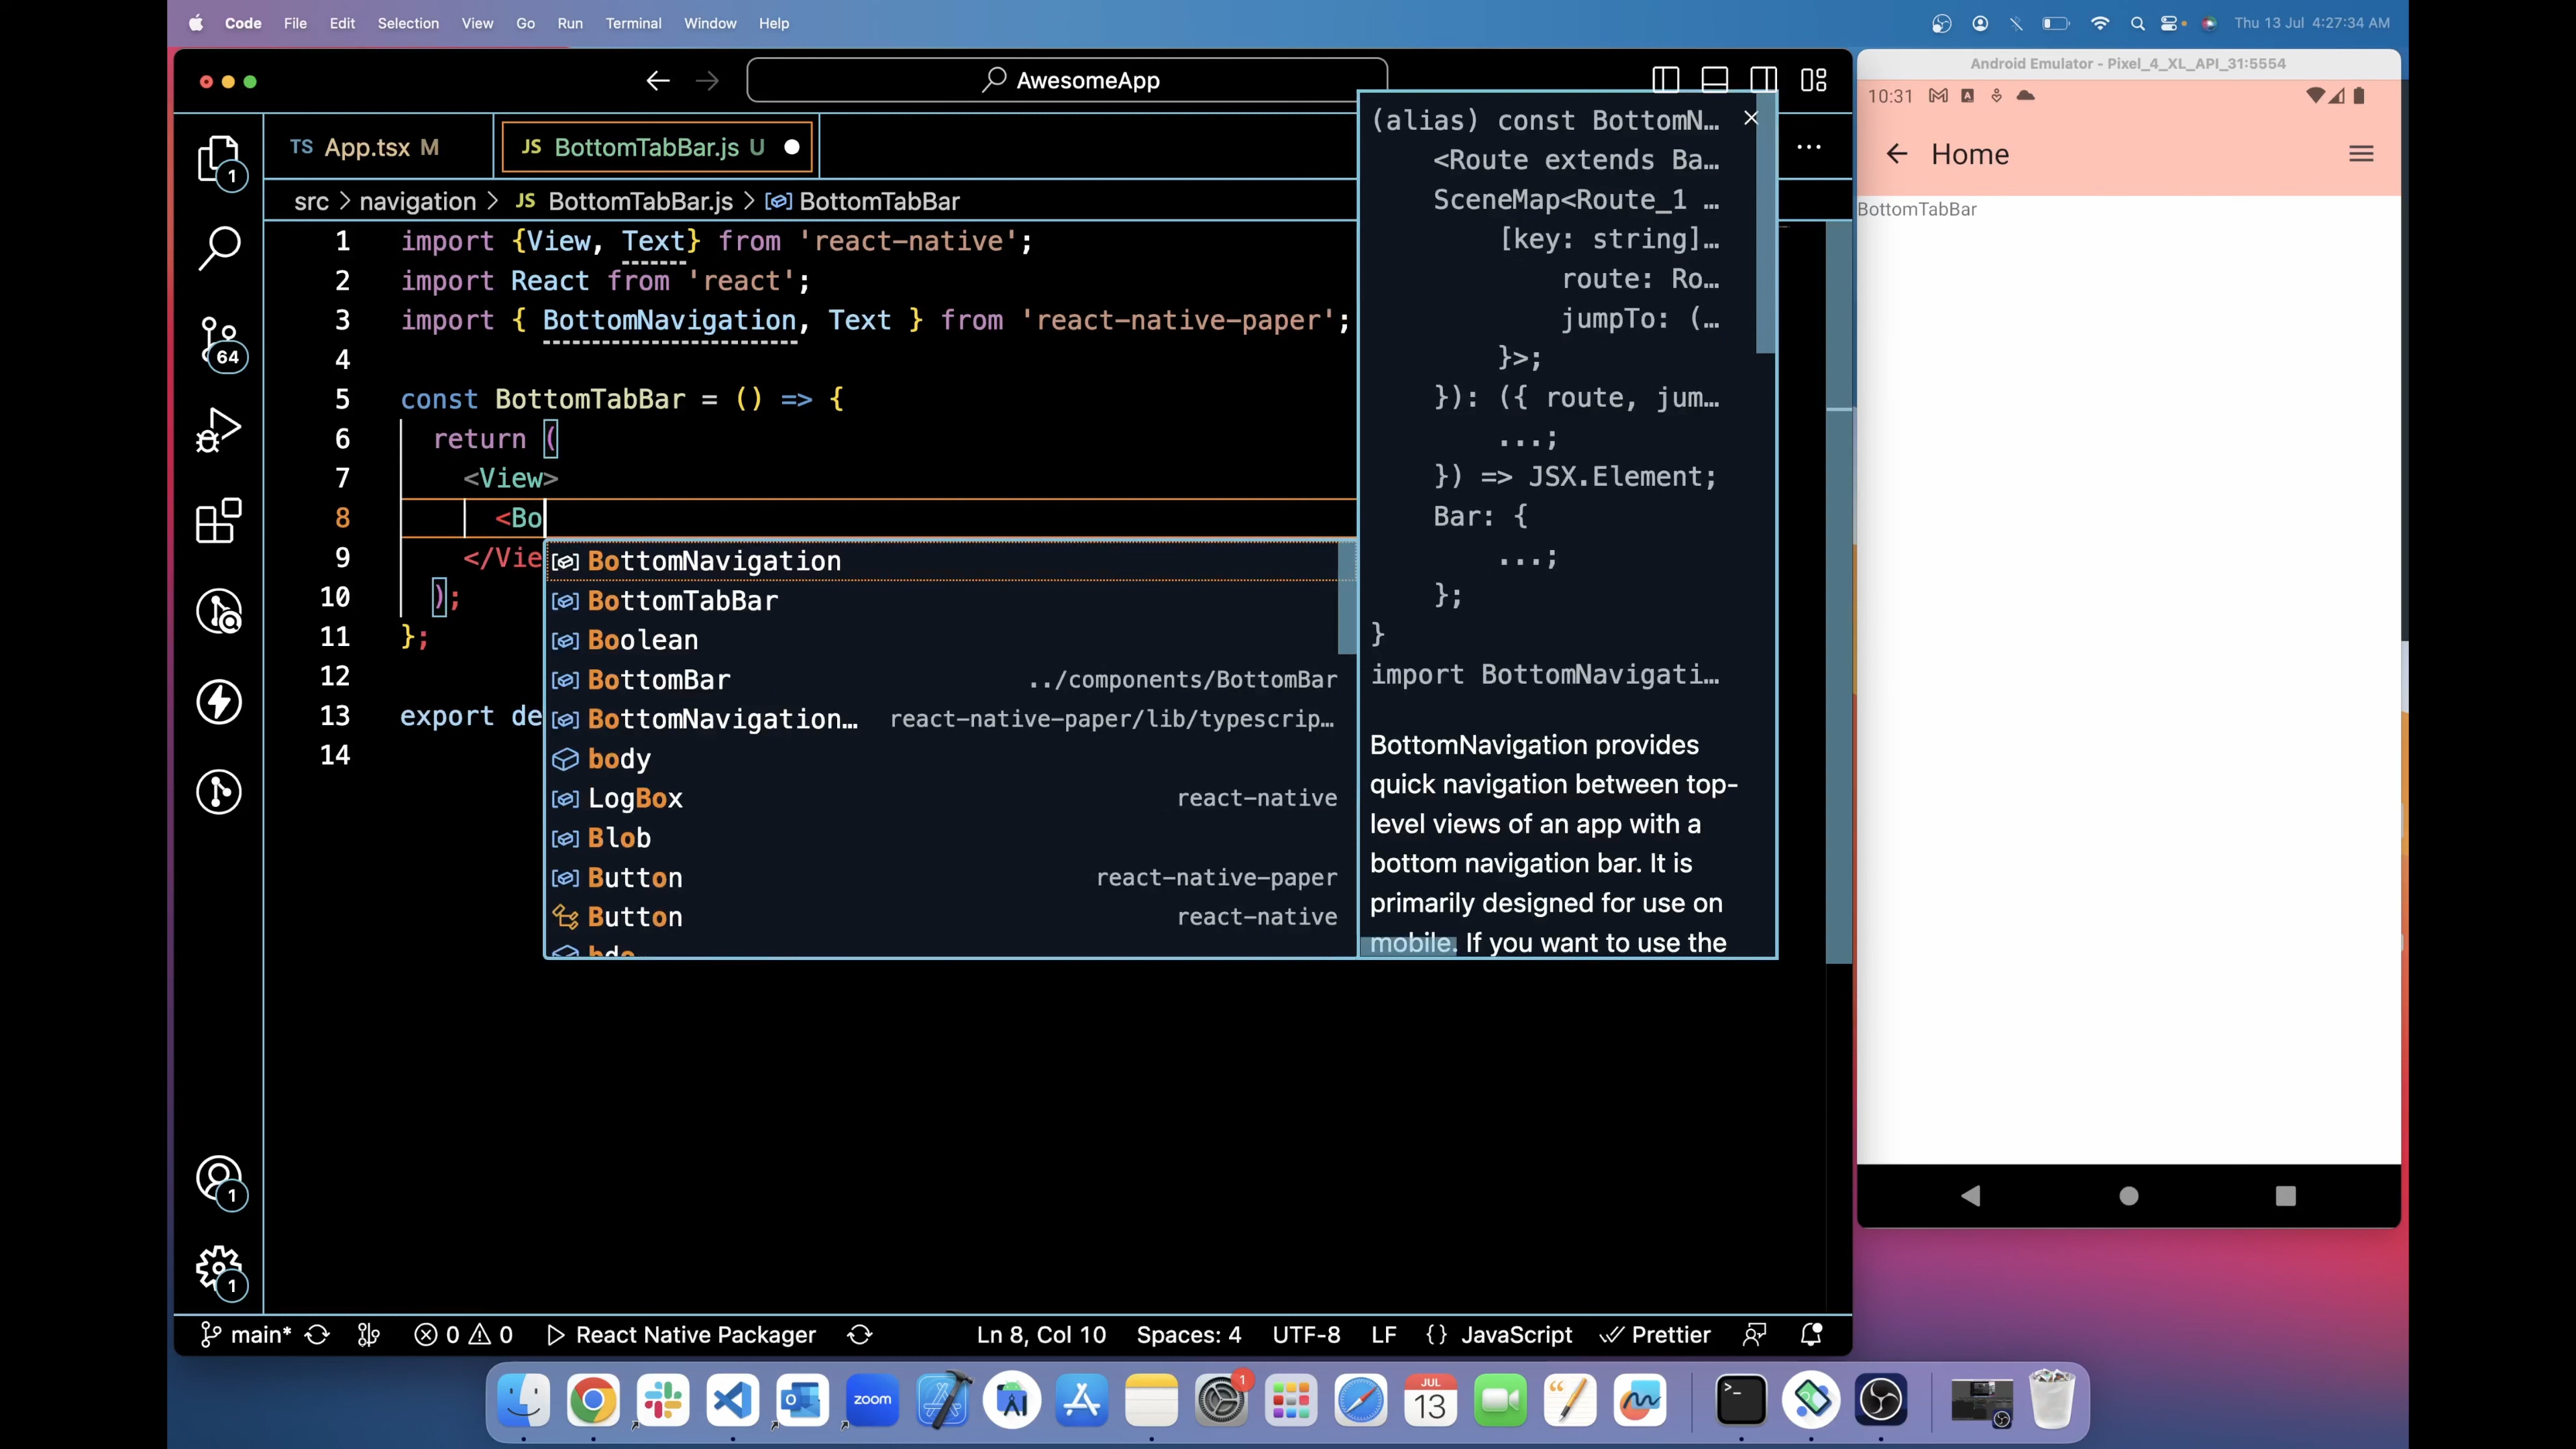 Code File Edit Selection View Go Run Terminal Window Help
Thu 13 Jul 4:27:34 AM
AwesomeApp
TS App.tsx M
JS BottomTabBar.js U
src > navigation > JS BottomTabBar.js > BottomTabBar
1 import {View, Text} from 'react-native';
2 import React from 'react';
3 import { BottomNavigation, Text } from 'react-native-paper';
4
5 const BottomTabBar = () => {
6 return (
7 <View>
8 <Bo
9 </Vie
10 );
11 };
12
13 export de
14
BottomNavigation
BottomTabBar
Boolean
BottomBar ../components/BottomBar
BottomNavigation… react-native-paper/lib/typescrip…
body
LogBox react-native
Blob
Button react-native-paper
Button react-native
bdo
(alias) const BottomN…
<Route extends Ba…
SceneMap<Route_1 …
[key: string]…
route: Ro…
jumpTo: (…
}>;
}): ({ route, jum…
...;
}) => JSX.Element;
Bar: {
...;
};
}
import BottomNavigati…
BottomNavigation provides
quick navigation between top-
level views of an app with a
bottom navigation bar. It is
primarily designed for use on
mobile. If you want to use the
1
64
1
1
main* 0 0 React Native Packager Ln 8, Col 10 Spaces: 4 UTF-8 LF {} JavaScript Prettier
Android Emulator - Pixel_4_XL_API_31:5554
10:31
Home
BottomTabBar
zoom
1
JUL
13